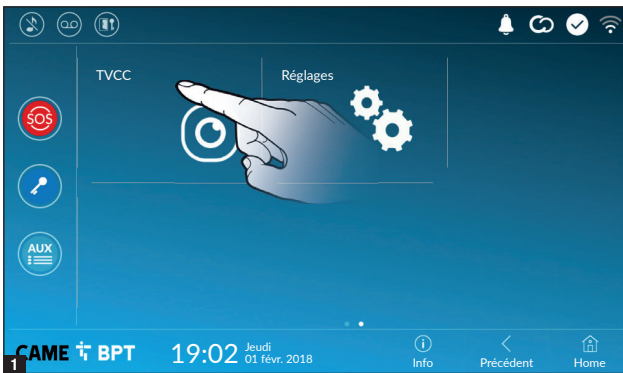 TVCC
Réglages
SOS
AUX
1
CAME BPT
19:02
Jeudi
01 févr. 2018
Info
Précédent
Home